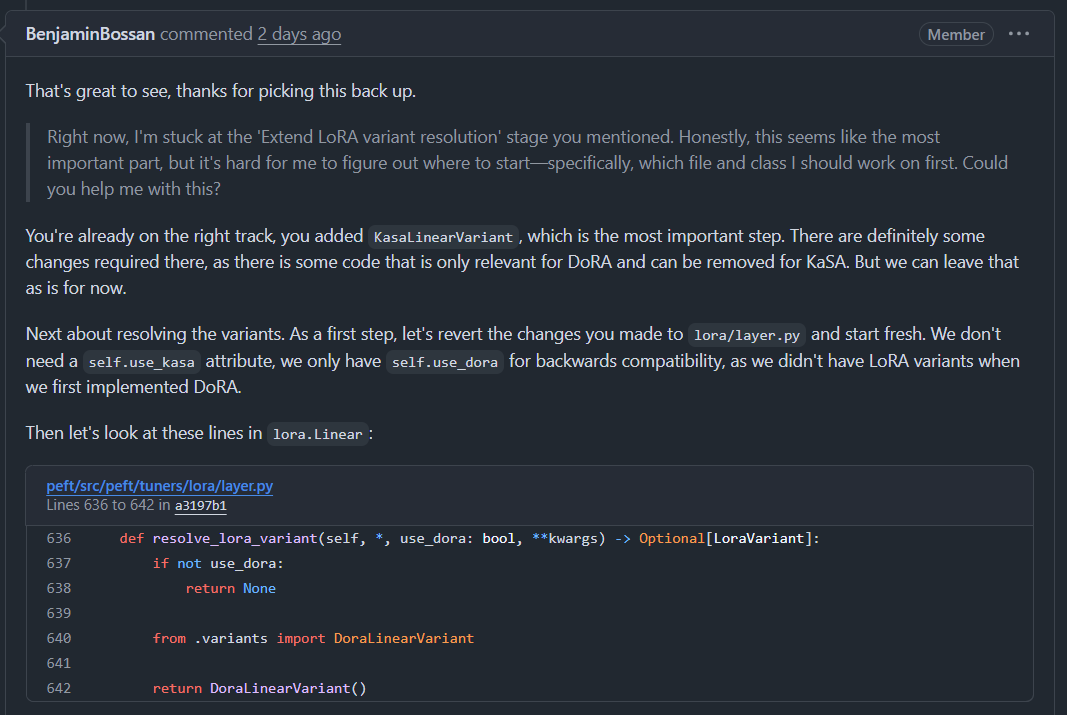 BenjaminBossan commented 2 days ago Member ...
That's great to see, thanks for picking this back up.
Right now, I'm stuck at the 'Extend LoRA variant resolution' stage you mentioned. Honestly, this seems like the most
important part, but it's hard for me to figure out where to start—specifically, which file and class I should work on first. Could
you help me with this?
You're already on the right track, you added KasaLinearVariant, which is the most important step. There are definitely some
changes required there, as there is some code that is only relevant for DoRA and can be removed for KaSA. But we can leave that
as is for now.
Next about resolving the variants. As a first step, let's revert the changes you made to lora/layer.py and start fresh. We don't
need a self.use_kasa attribute, we only have self.use_dora for backwards compatibility, as we didn't have LoRA variants when
we first implemented DoRA.
Then let's look at these lines in lora.Linear:
peft/src/peft/tuners/lora/layer.py
Lines 636 to 642 in a3197b1
636 def resolve_lora_variant(self, *, use_dora: bool, **kwargs) -> Optional[LoraVariant]:
637 if not use_dora:
638 return None
639
640 from .variants import DoraLinearVariant
641
642 return DoraLinearVariant()